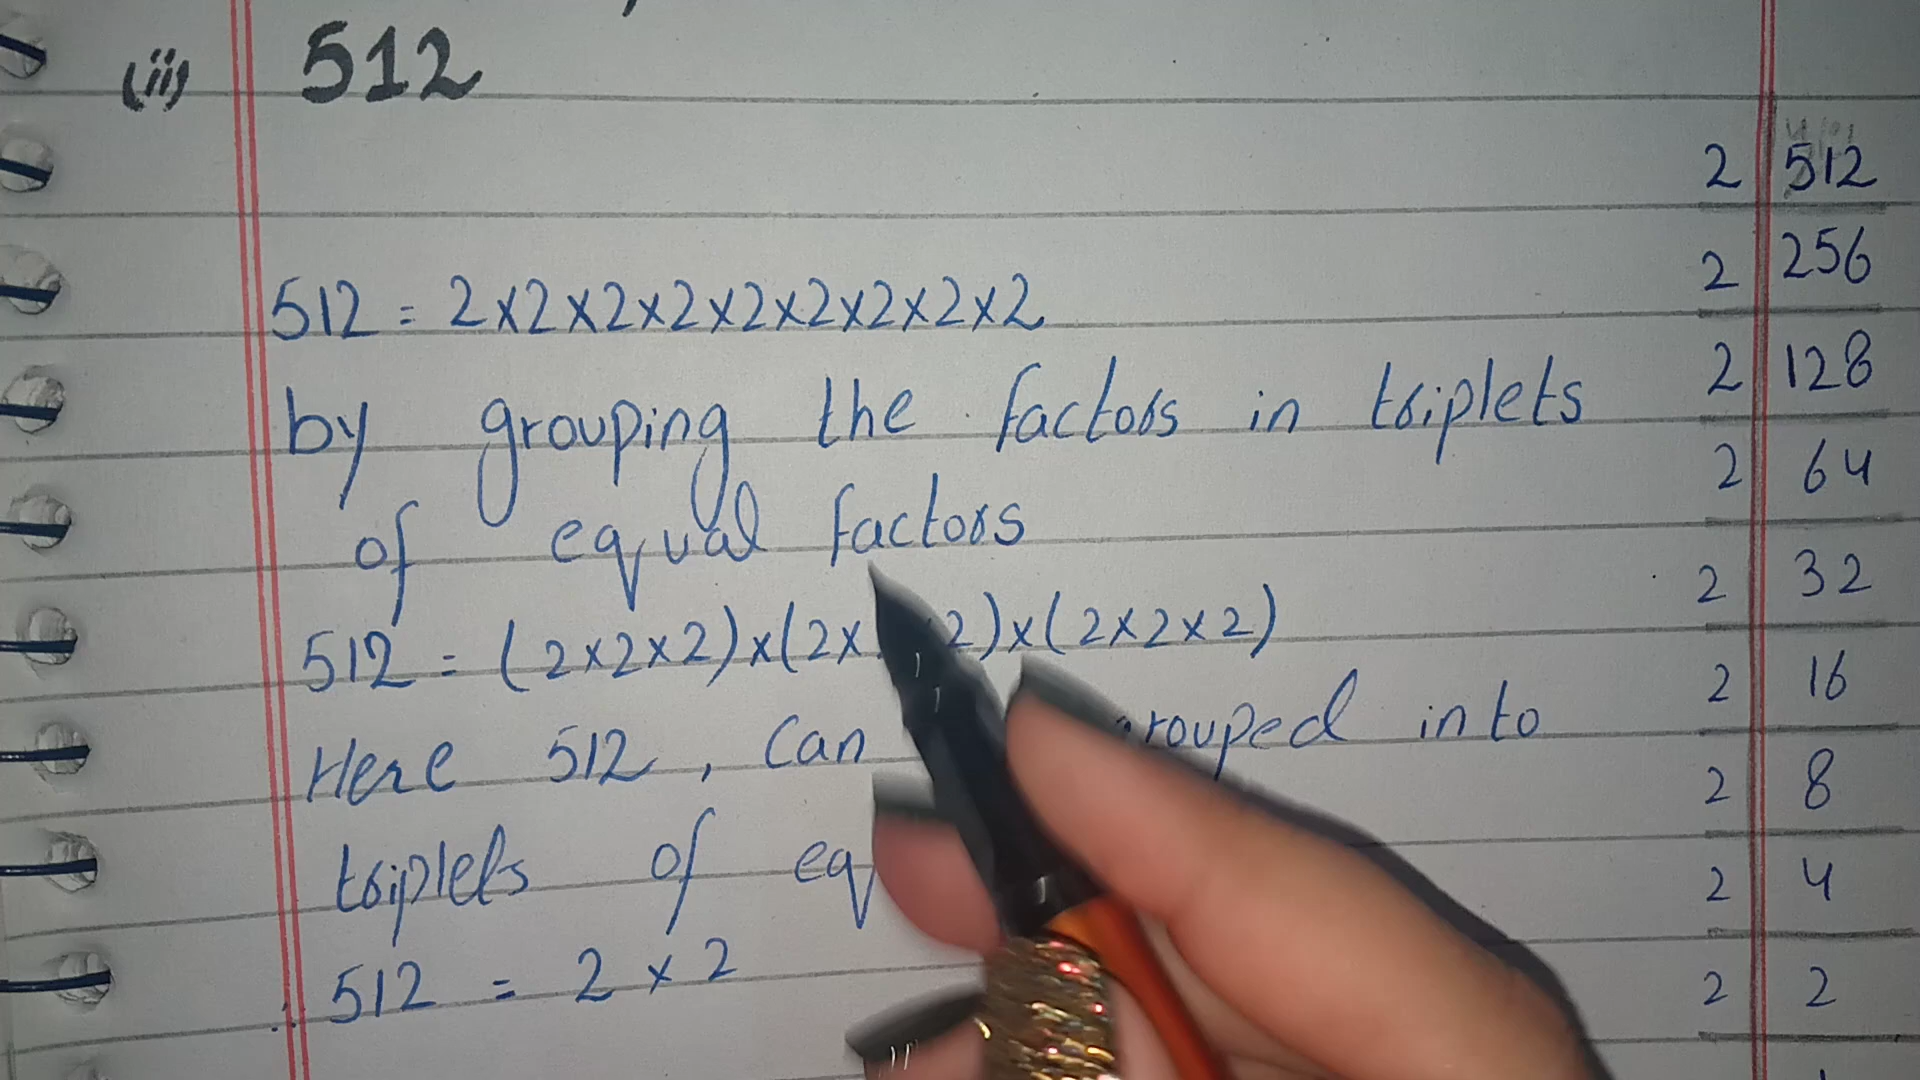 (ii) 512
512 = 2×2×2×2×2×2×2×2×2
by grouping the factors in triplets
of equal factors
512 = (2×2×2)×(2× 2)×(2×2×2)
Here 512, can grouped into
triplets of eq
∴ 512 = 2 × 2
2 512
2 256
2 128
2 64
2 32
2 16
2 8
2 4
2 2